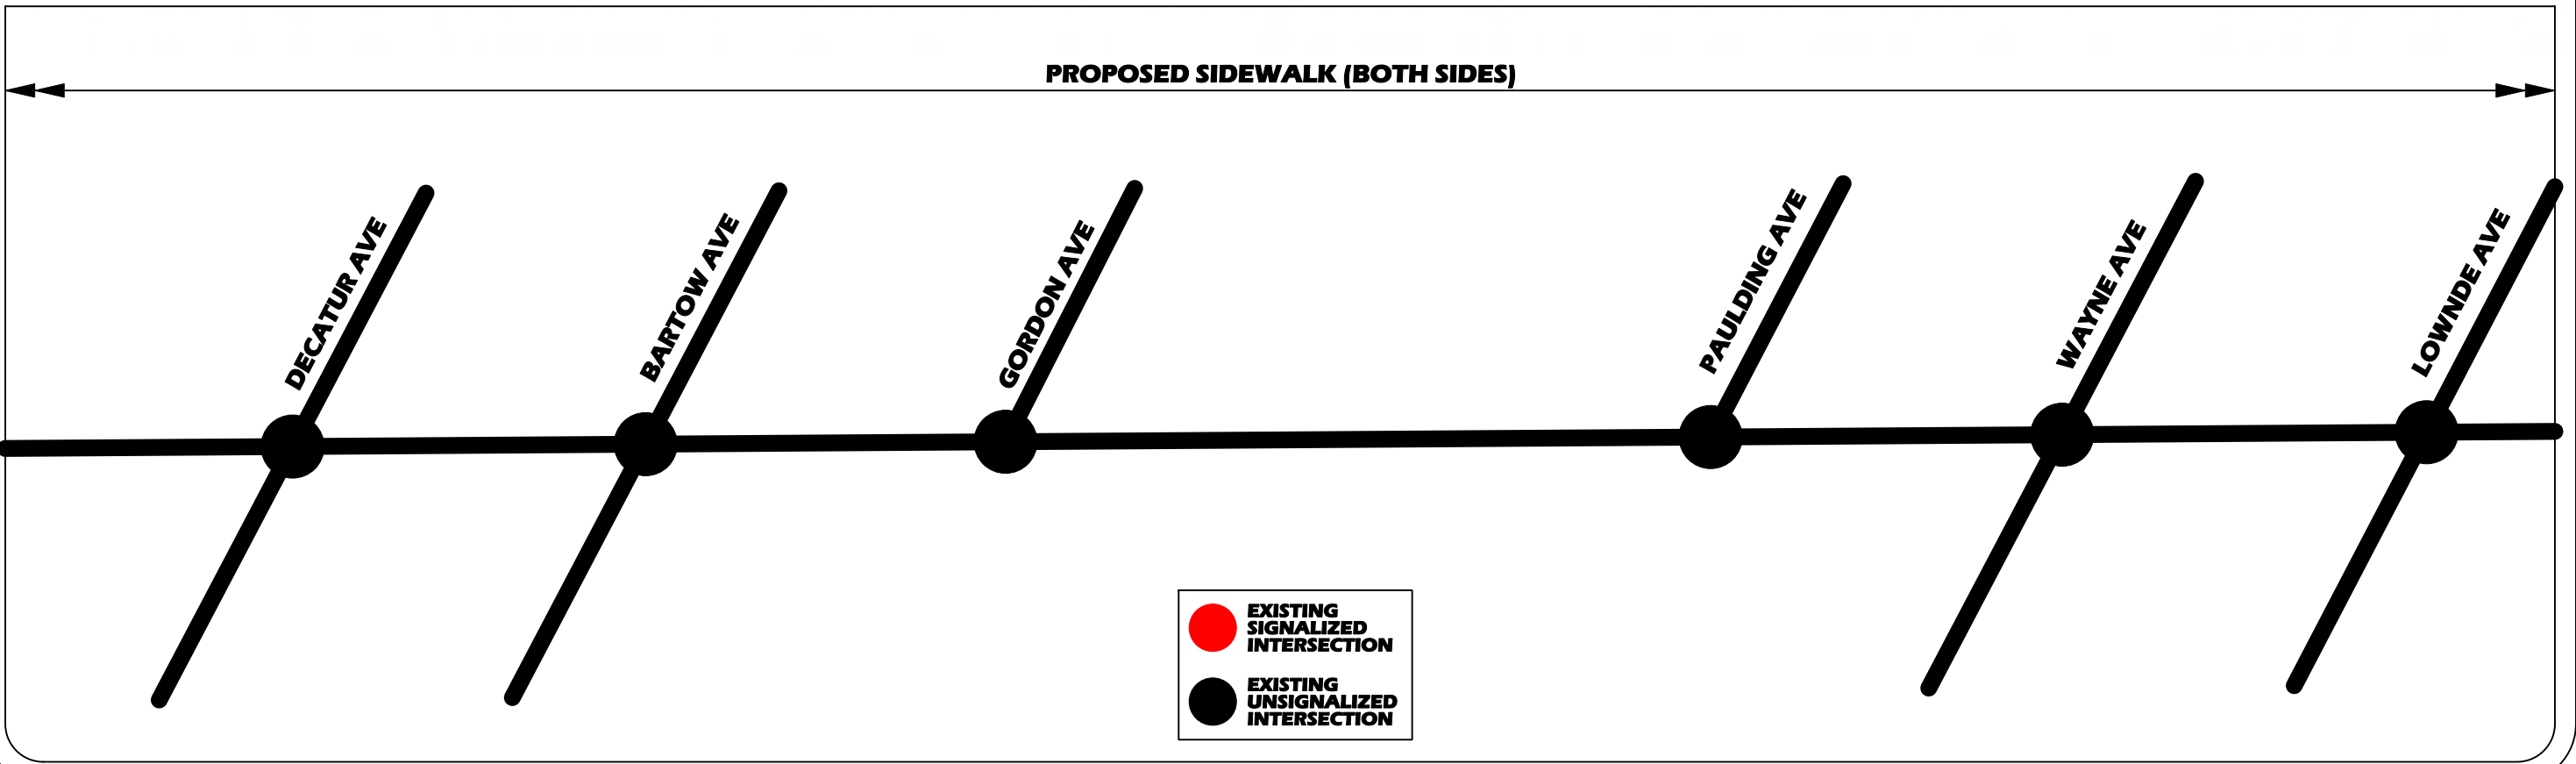 PROPOSED SIDEWALK (BOTH SIDES)
DECATUR AVE
BARTOW AVE
GORDON AVE
PAULDING AVE
WAYNE AVE
LOWNDE AVE
EXISTING
SIGNALIZED
INTERSECTION
EXISTING
UNSIGNALIZED
INTERSECTION